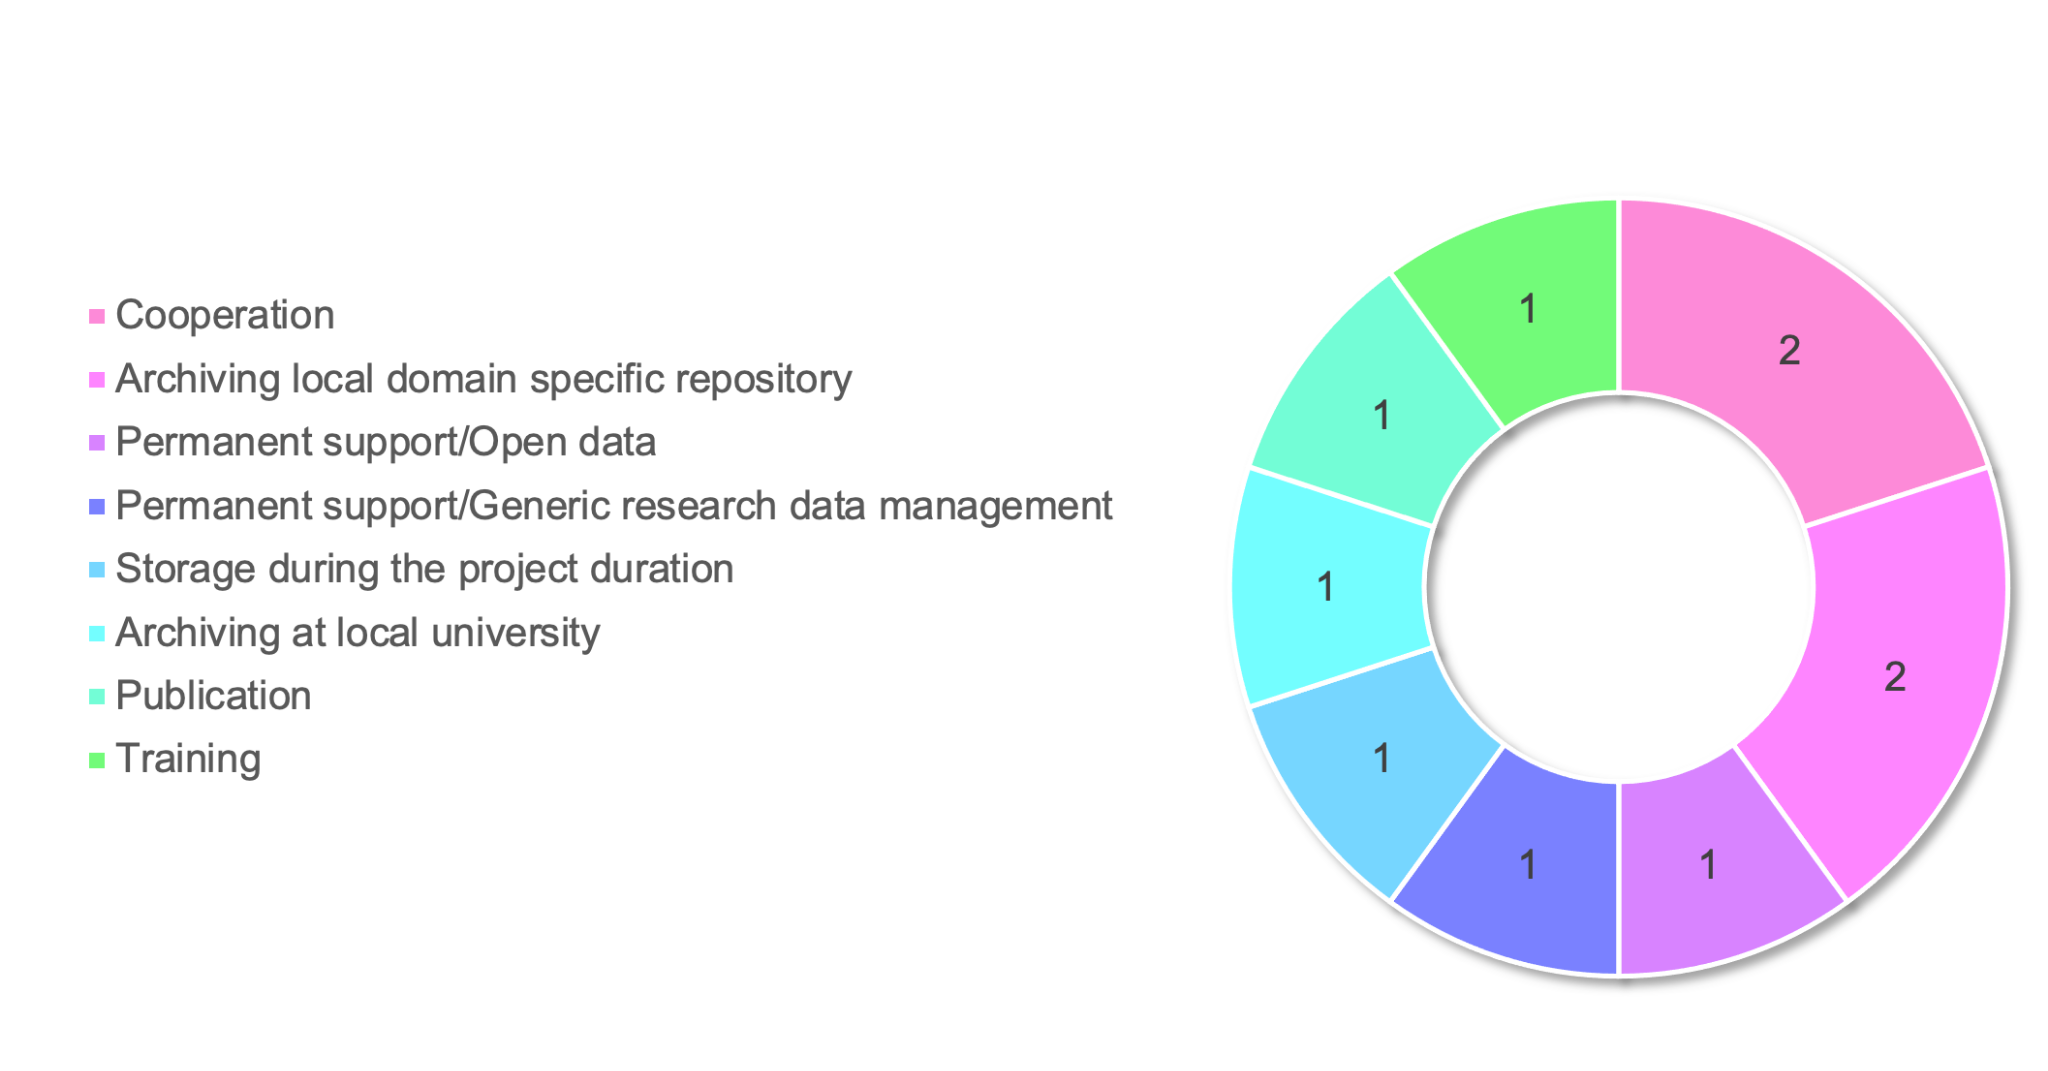 Cooperation
Archiving local domain specific repository
Permanent support/Open data
Permanent support/Generic research data management
Storage during the project duration
Archiving at local university
Publication
Training
2
2
1
1
1
1
1
1